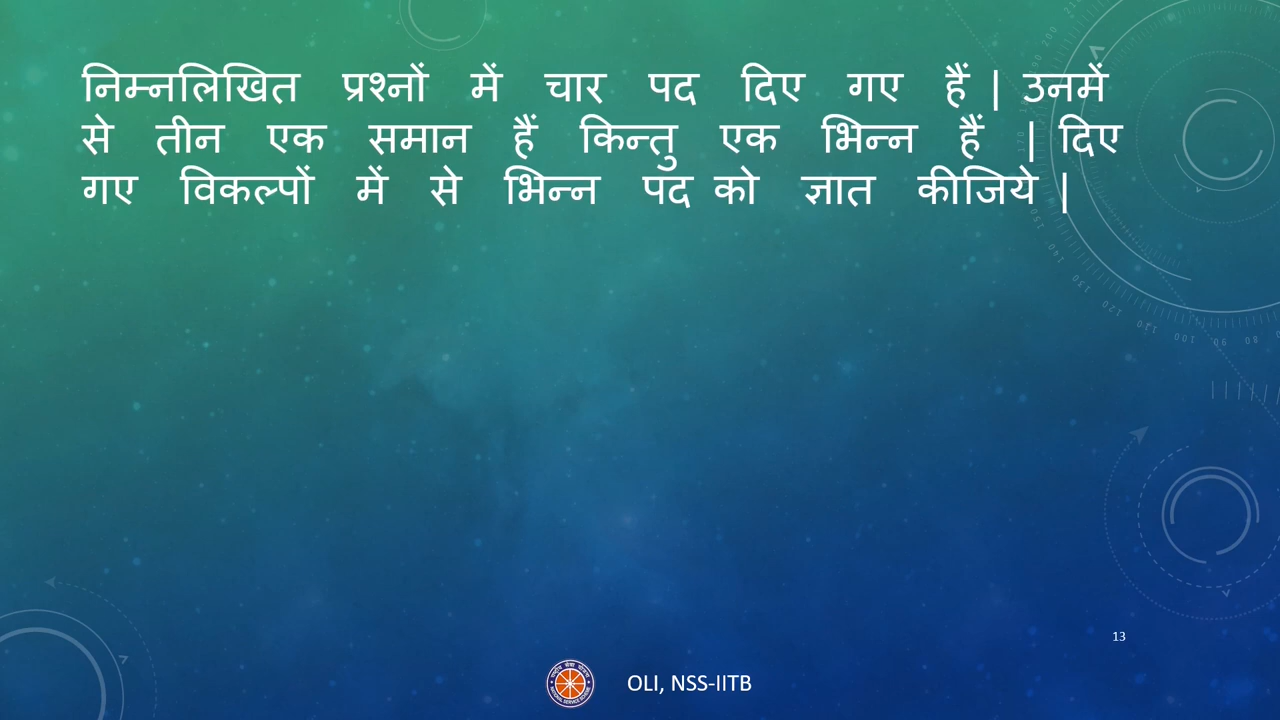 निम्नलिखित प्रश्नों में चार पद दिए गए हैं | उनमें
से तीन एक समान हैं किन्तु एक भिन्न हैं | दिए
गए विकल्पों में से भिन्न पद को ज्ञात कीजिये |
13
OLI, NSS-IITB